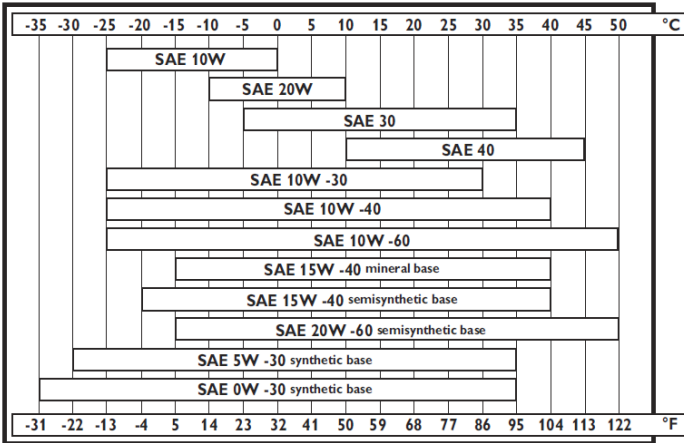 -35 -30 -25 -20 -15 -10 -5 0 5 10 15 20 25 30 35 40 45 50 °C
SAE 10W
SAE 20W
SAE 30
SAE 40
SAE 10W -30
SAE 10W -40
SAE 10W -60
SAE 15W -40 mineral base
SAE 15W -40 semisynthetic base
SAE 20W -60 semisynthetic base
SAE 5W -30 synthetic base
SAE 0W -30 synthetic base
-31 -22 -13 -4 5 14 23 32 41 50 59 68 77 86 95 104 113 122 °F